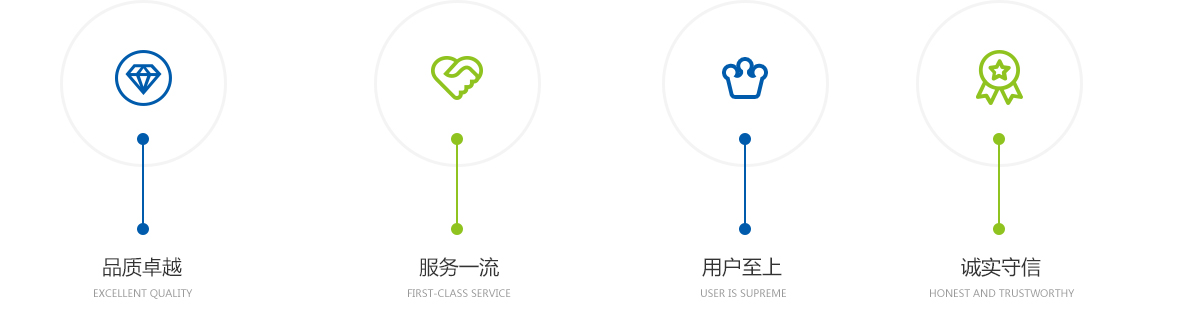 品质卓越
EXCELLENT QUALITY
服务一流
FIRST-CLASS SERVICE
用户至上
USER IS SUPREME
诚实守信
HONEST AND TRUSTWORTHY